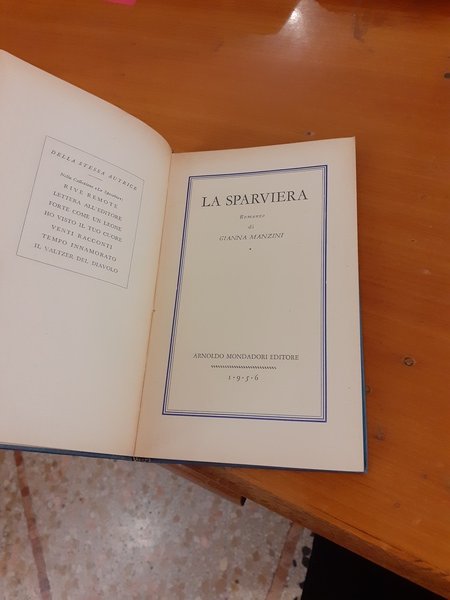 DELLA STESSA AUTRICE
Nella Collezione «Lo Specchio»:
RIVE REMOTE
LETTERA ALL'EDITORE
FORTE COME UN LEONE
HO VISTO IL TUO CUORE
VENTI RACCONTI
TEMPO INNAMORATO
IL VALTZER DEL DIAVOLO
LA SPARVIERA
Romanzo
di
GIANNA MANZINI
ARNOLDO MONDADORI EDITORE
1·9·5·6